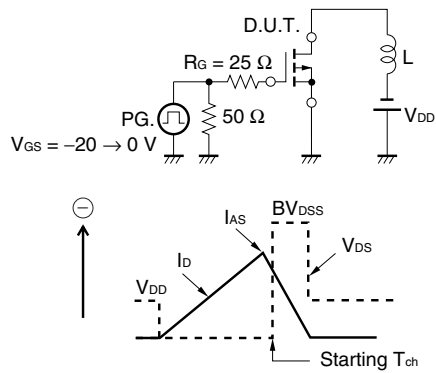 D.U.T.
RG = 25 Ω
L
PG.
50 Ω
VDD
VGS = −20 → 0 V
−
IAS
BVDSS
ID
VDS
VDD
Starting Tch